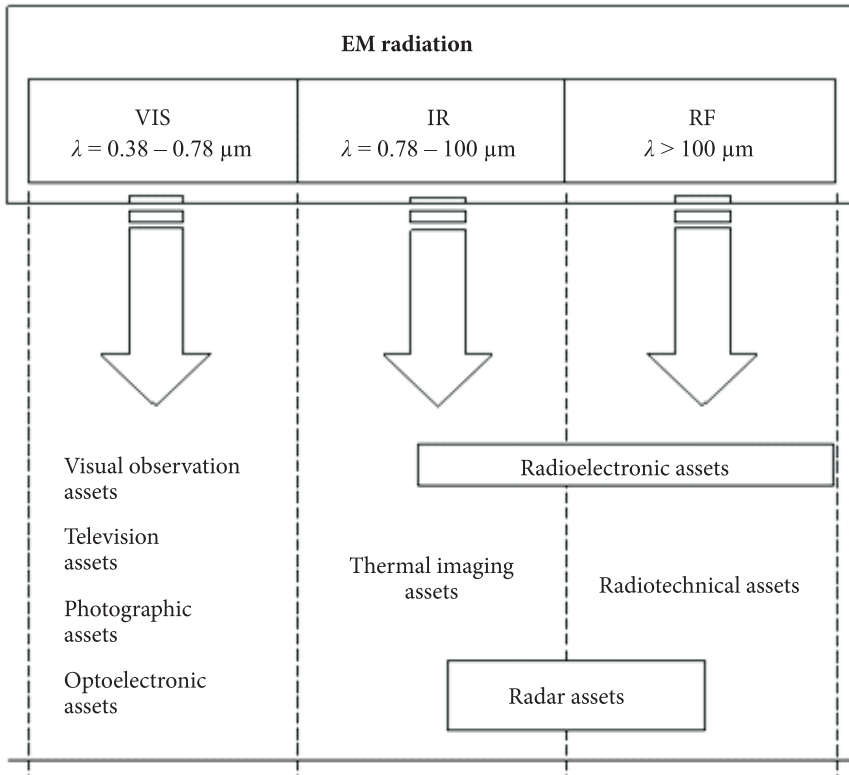 EM radiation
VIS
λ = 0.38 – 0.78 µm
IR
λ = 0.78 – 100 µm
RF
λ > 100 µm
Visual observation
assets
Television
assets
Photographic
assets
Optoelectronic
assets
Radioelectronic assets
Thermal imaging
assets
Radiotechnical assets
Radar assets